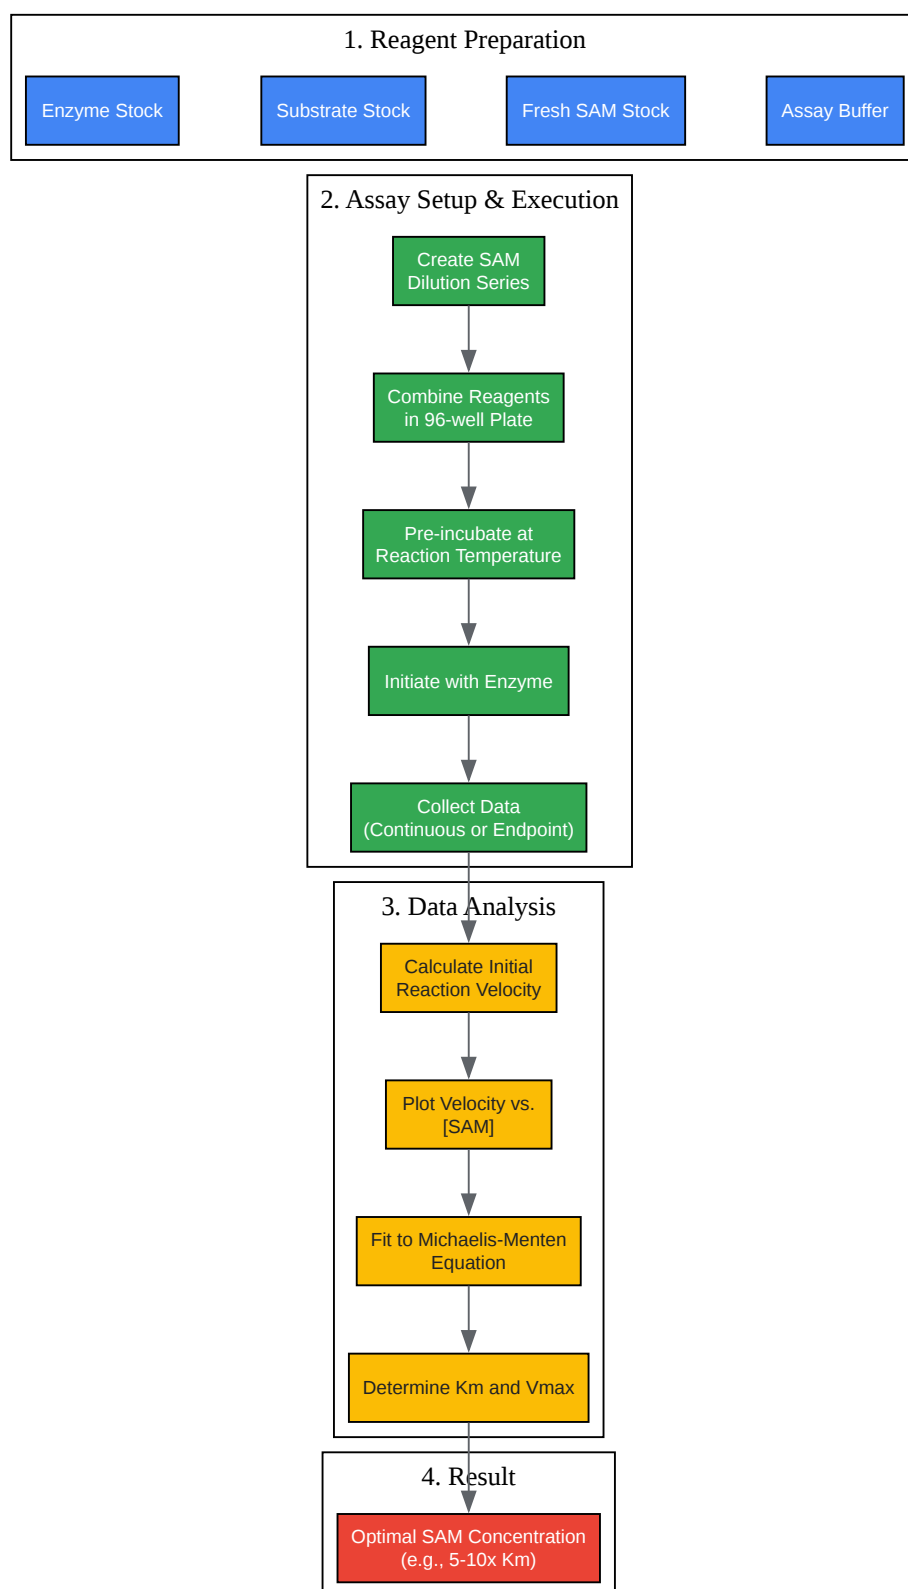 1. Reagent Preparation
Enzyme Stock
Substrate Stock
Fresh SAM Stock
Assay Buffer
2. Assay Setup & Execution
Create SAM
Dilution Series
Combine Reagents
in 96-well Plate
Pre-incubate at
Reaction Temperature
Initiate with Enzyme
Collect Data
(Continuous or Endpoint)
3. Data Analysis
Calculate Initial
Reaction Velocity
Plot Velocity vs.
[SAM]
Fit to Michaelis-Menten
Equation
Determine Km and Vmax
4. Result
Optimal SAM Concentration
(e.g., 5-10x Km)